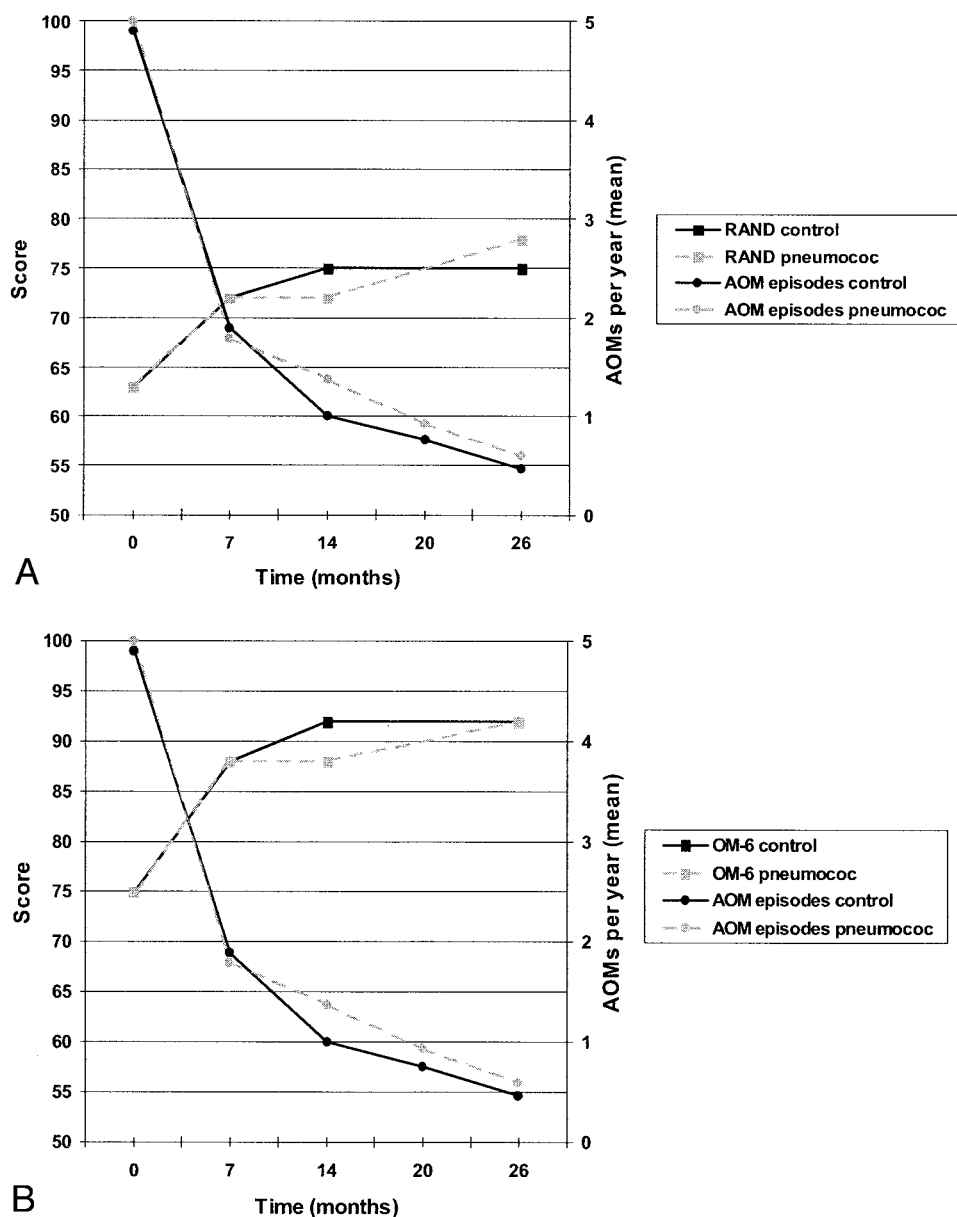 100
95
90
85
80
75
70
65
60
55
50
Score
5
4
3
2
1
0
AOMs per year (mean)
0 7 14 20 26
Time (months)
RAND control
RAND pneumococ
AOM episodes control
AOM episodes pneumococ
A
100
95
90
85
80
75
70
65
60
55
50
Score
5
4
3
2
1
0
AOMs per year (mean)
0 7 14 20 26
Time (months)
OM-6 control
OM-6 pneumococ
AOM episodes control
AOM episodes pneumococ
B